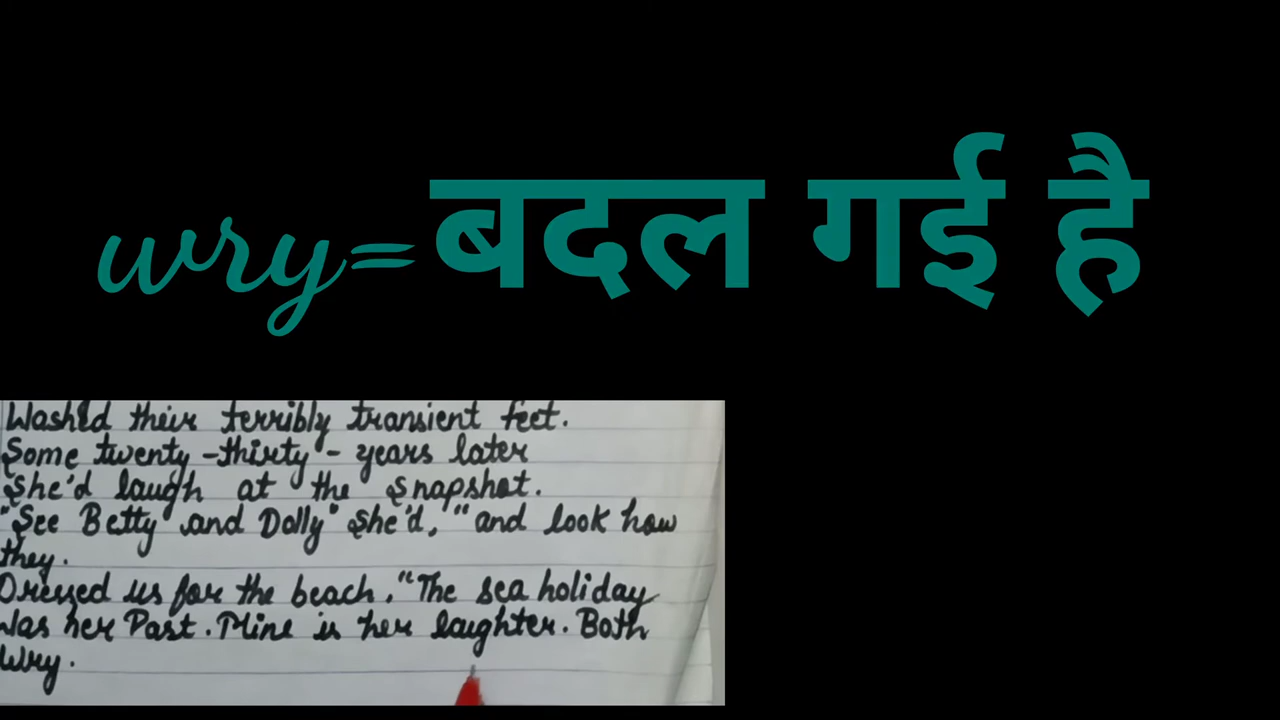 wry=बदल गई है
Washed their terribly transient feet.
Some twenty-thirty- years later
She'd laugh at the snapshot.
"See Betty and Dolly" She'd, "and look how
they.
Dressed us for the beach. "The sea holiday
Was her Past. Mine is her laughter. Both
Wry.